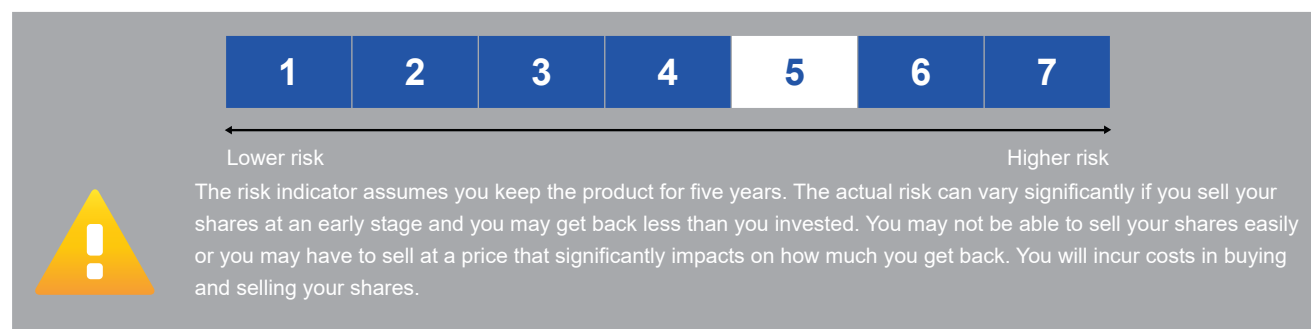 1 2 3 4 5 6 7
Lower risk Higher risk
The risk indicator assumes you keep the product for five years. The actual risk can vary significantly if you sell your
shares at an early stage and you may get back less than you invested. You may not be able to sell your shares easily
or you may have to sell at a price that significantly impacts on how much you get back. You will incur costs in buying
and selling your shares.